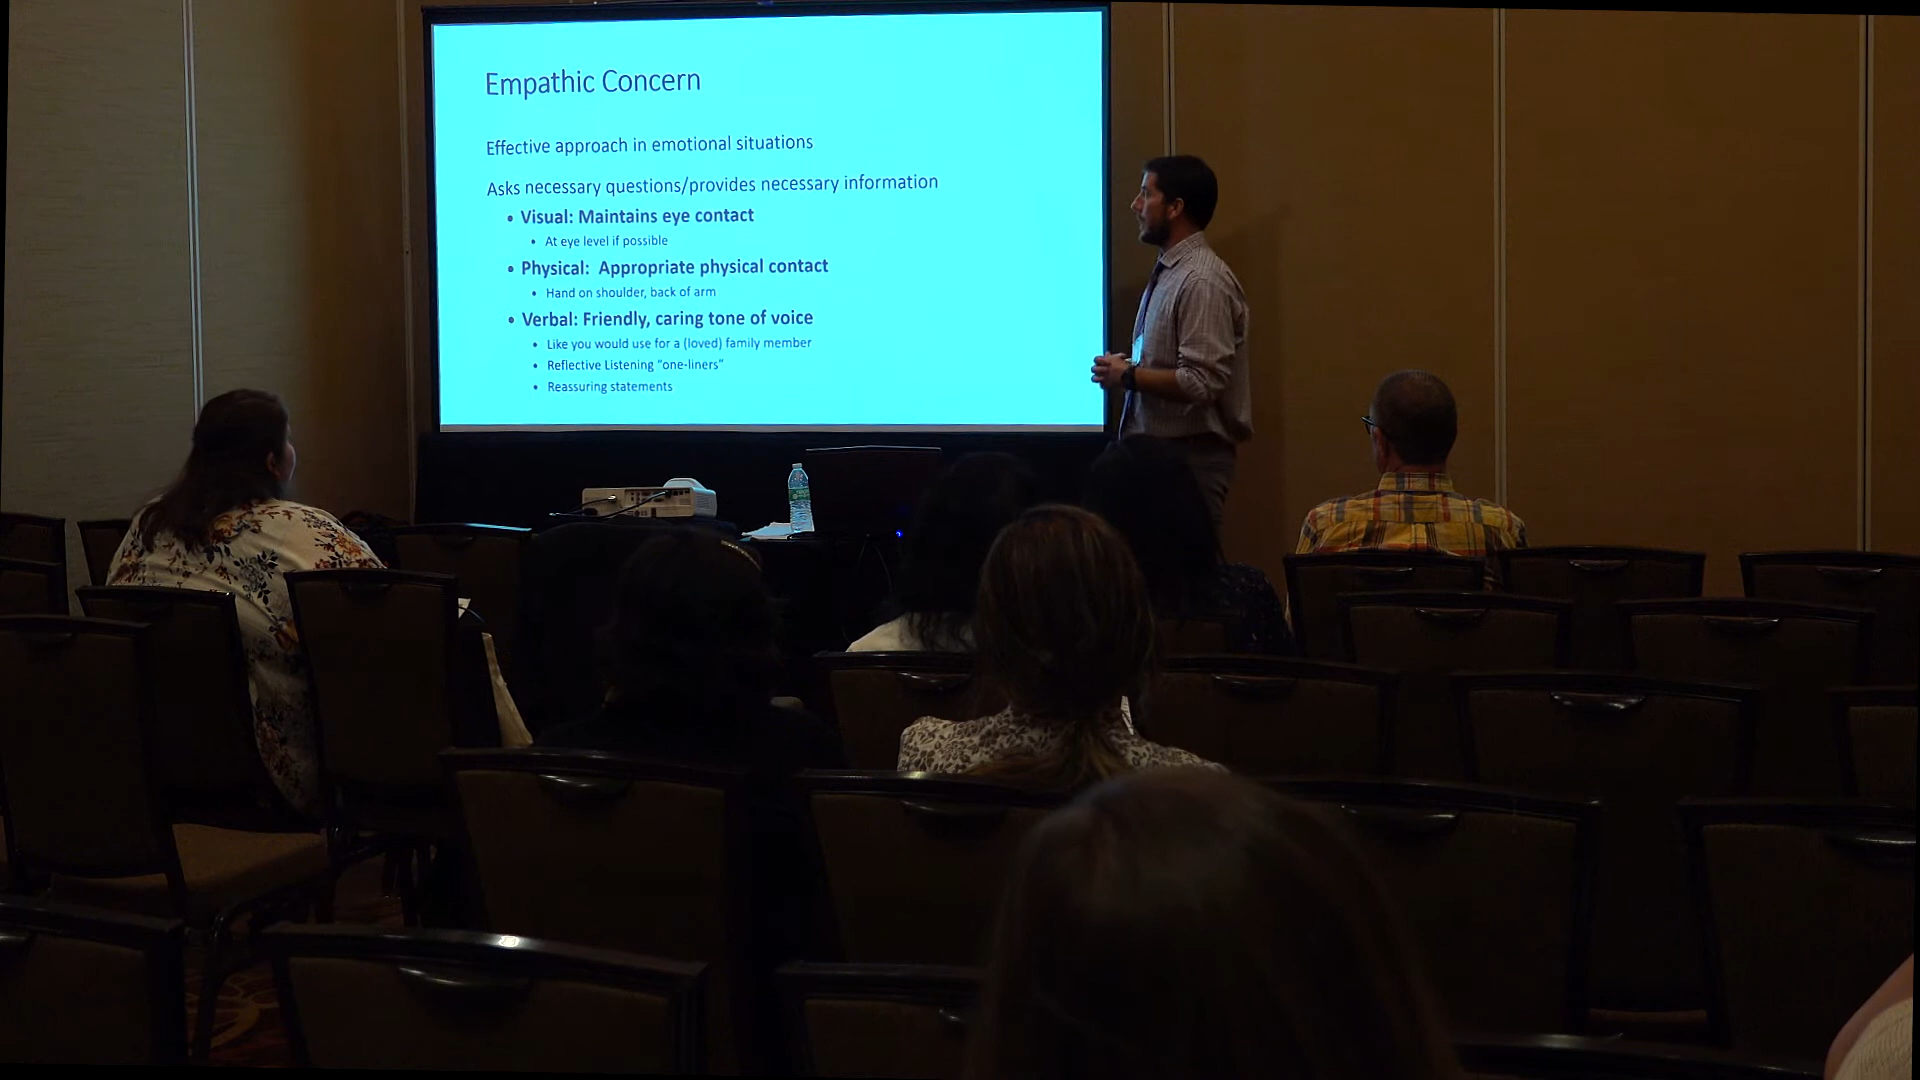 Empathic Concern
Effective approach in emotional situations
Asks necessary questions/provides necessary information
• Visual: Maintains eye contact
• At eye level if possible
• Physical:  Appropriate physical contact
• Hand on shoulder, back of arm
• Verbal: Friendly, caring tone of voice
• Like you would use for a (loved) family member
• Reflective Listening “one-liners”
• Reassuring statements